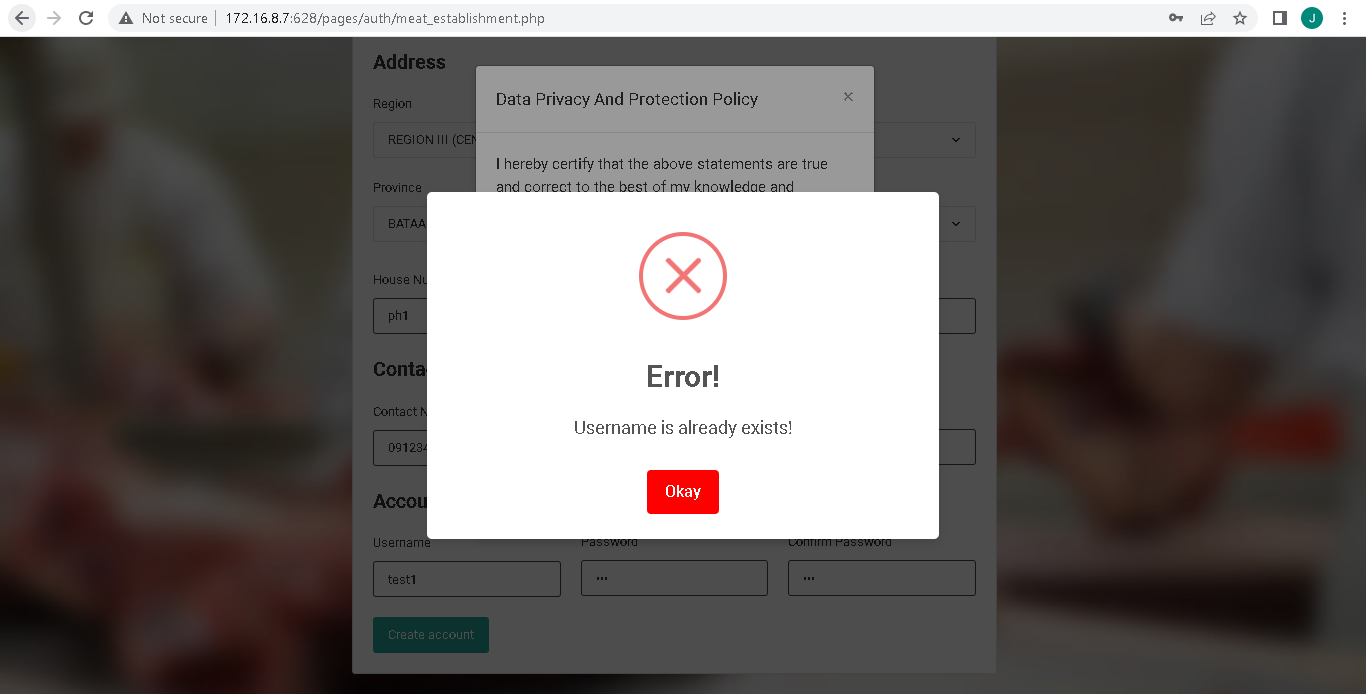 Not secure
172.16.8.7:628/pages/auth/meat_establishment.php
J
Address
Data Privacy And Protection Policy
×
Region
REGION III (CEN
I hereby certify that the above statements are true
and correct to the best of my knowledge and
Province
BATAA
House Nu
ph1
Error!
Conta
Contact N
Username is already exists!
091234
Okay
Accou
Username
Password
Confirm Password
test1
Create account